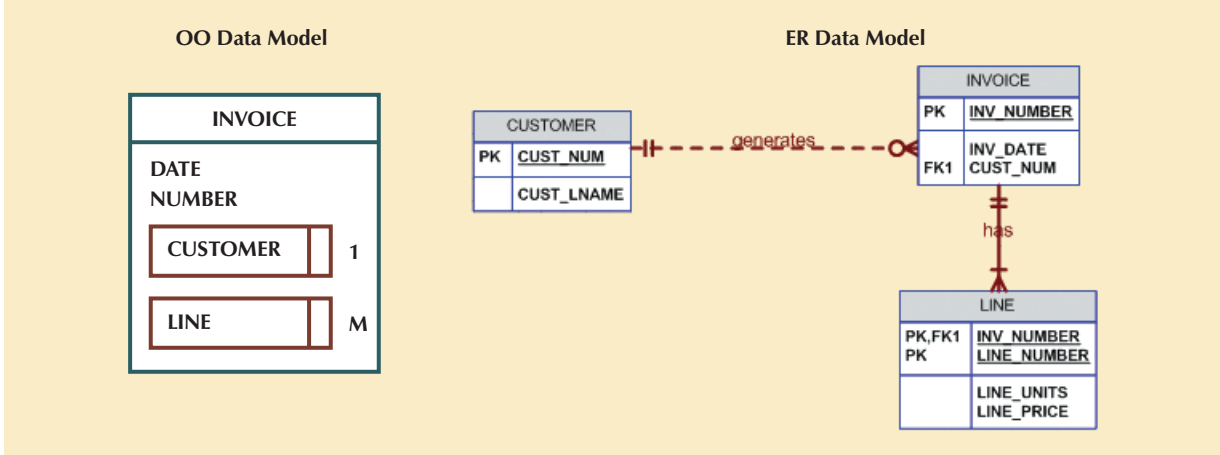 OO Data Model
INVOICE
DATE
NUMBER
CUSTOMER 1
LINE M
ER Data Model
CUSTOMER
PK CUST_NUM
CUST_LNAME
generates
INVOICE
PK INV_NUMBER
INV_DATE
FK1 CUST_NUM
has
LINE
PK,FK1 INV_NUMBER
PK LINE_NUMBER
LINE_UNITS
LINE_PRICE